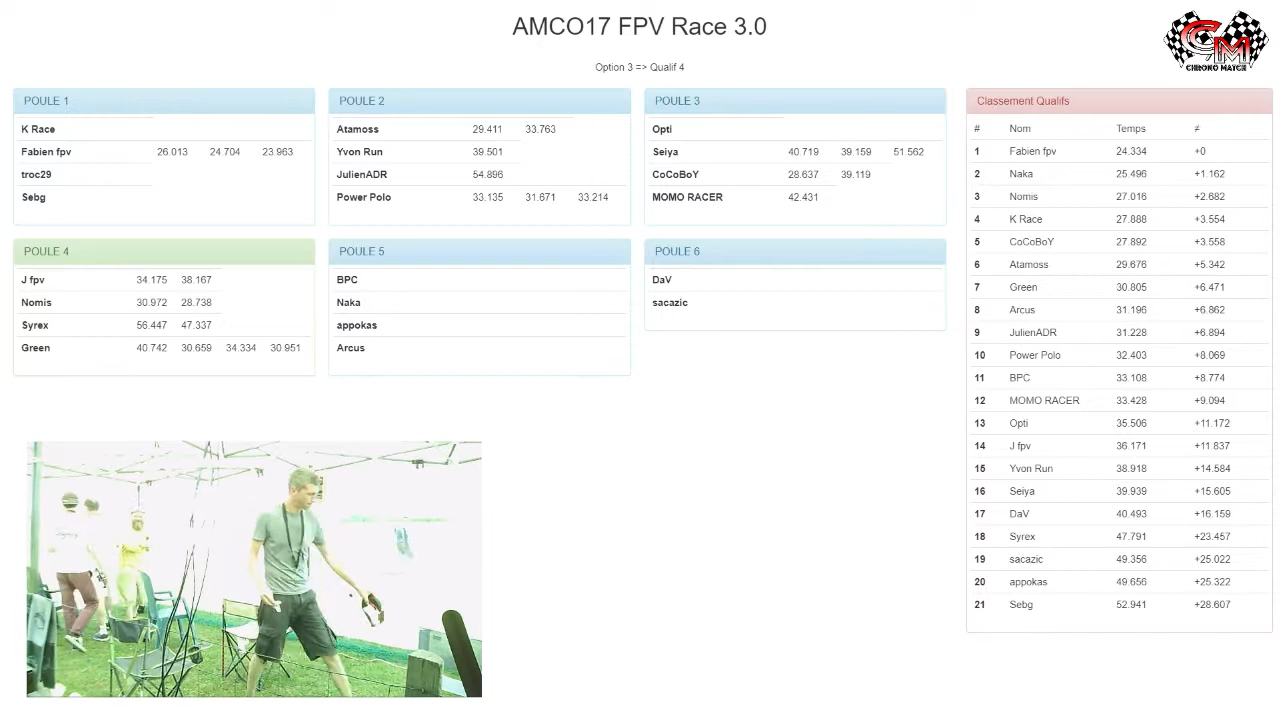 AMCO17 FPV Race 3.0
CHRONO MATCH
Option 3 => Qualif 4
POULE 1
K Race
Fabien fpv 26.013 24.704 23.963
troc29
Sebg
POULE 2
Atamoss 29.411 33.763
Yvon Run 39.501
JulienADR 54.896
Power Polo 33.135 31.671 33.214
POULE 3
Opti
Seiya 40.719 39.159 51.562
CoCoBoY 28.637 39.119
MOMO RACER 42.431
POULE 4
J fpv 34.175 38.167
Nomis 30.972 28.738
Syrex 56.447 47.337
Green 40.742 30.659 34.334 30.951
POULE 5
BPC
Naka
appokas
Arcus
POULE 6
DaV
sacazic
Classement Qualifs
# Nom Temps ≠
1 Fabien fpv 24.334 +0
2 Naka 25.496 +1.162
3 Nomis 27.016 +2.682
4 K Race 27.888 +3.554
5 CoCoBoY 27.892 +3.558
6 Atamoss 29.676 +5.342
7 Green 30.805 +6.471
8 Arcus 31.196 +6.862
9 JulienADR 31.228 +6.894
10 Power Polo 32.403 +8.069
11 BPC 33.108 +8.774
12 MOMO RACER 33.428 +9.094
13 Opti 35.506 +11.172
14 J fpv 36.171 +11.837
15 Yvon Run 38.918 +14.584
16 Seiya 39.939 +15.605
17 DaV 40.493 +16.159
18 Syrex 47.791 +23.457
19 sacazic 49.356 +25.022
20 appokas 49.656 +25.322
21 Sebg 52.941 +28.607